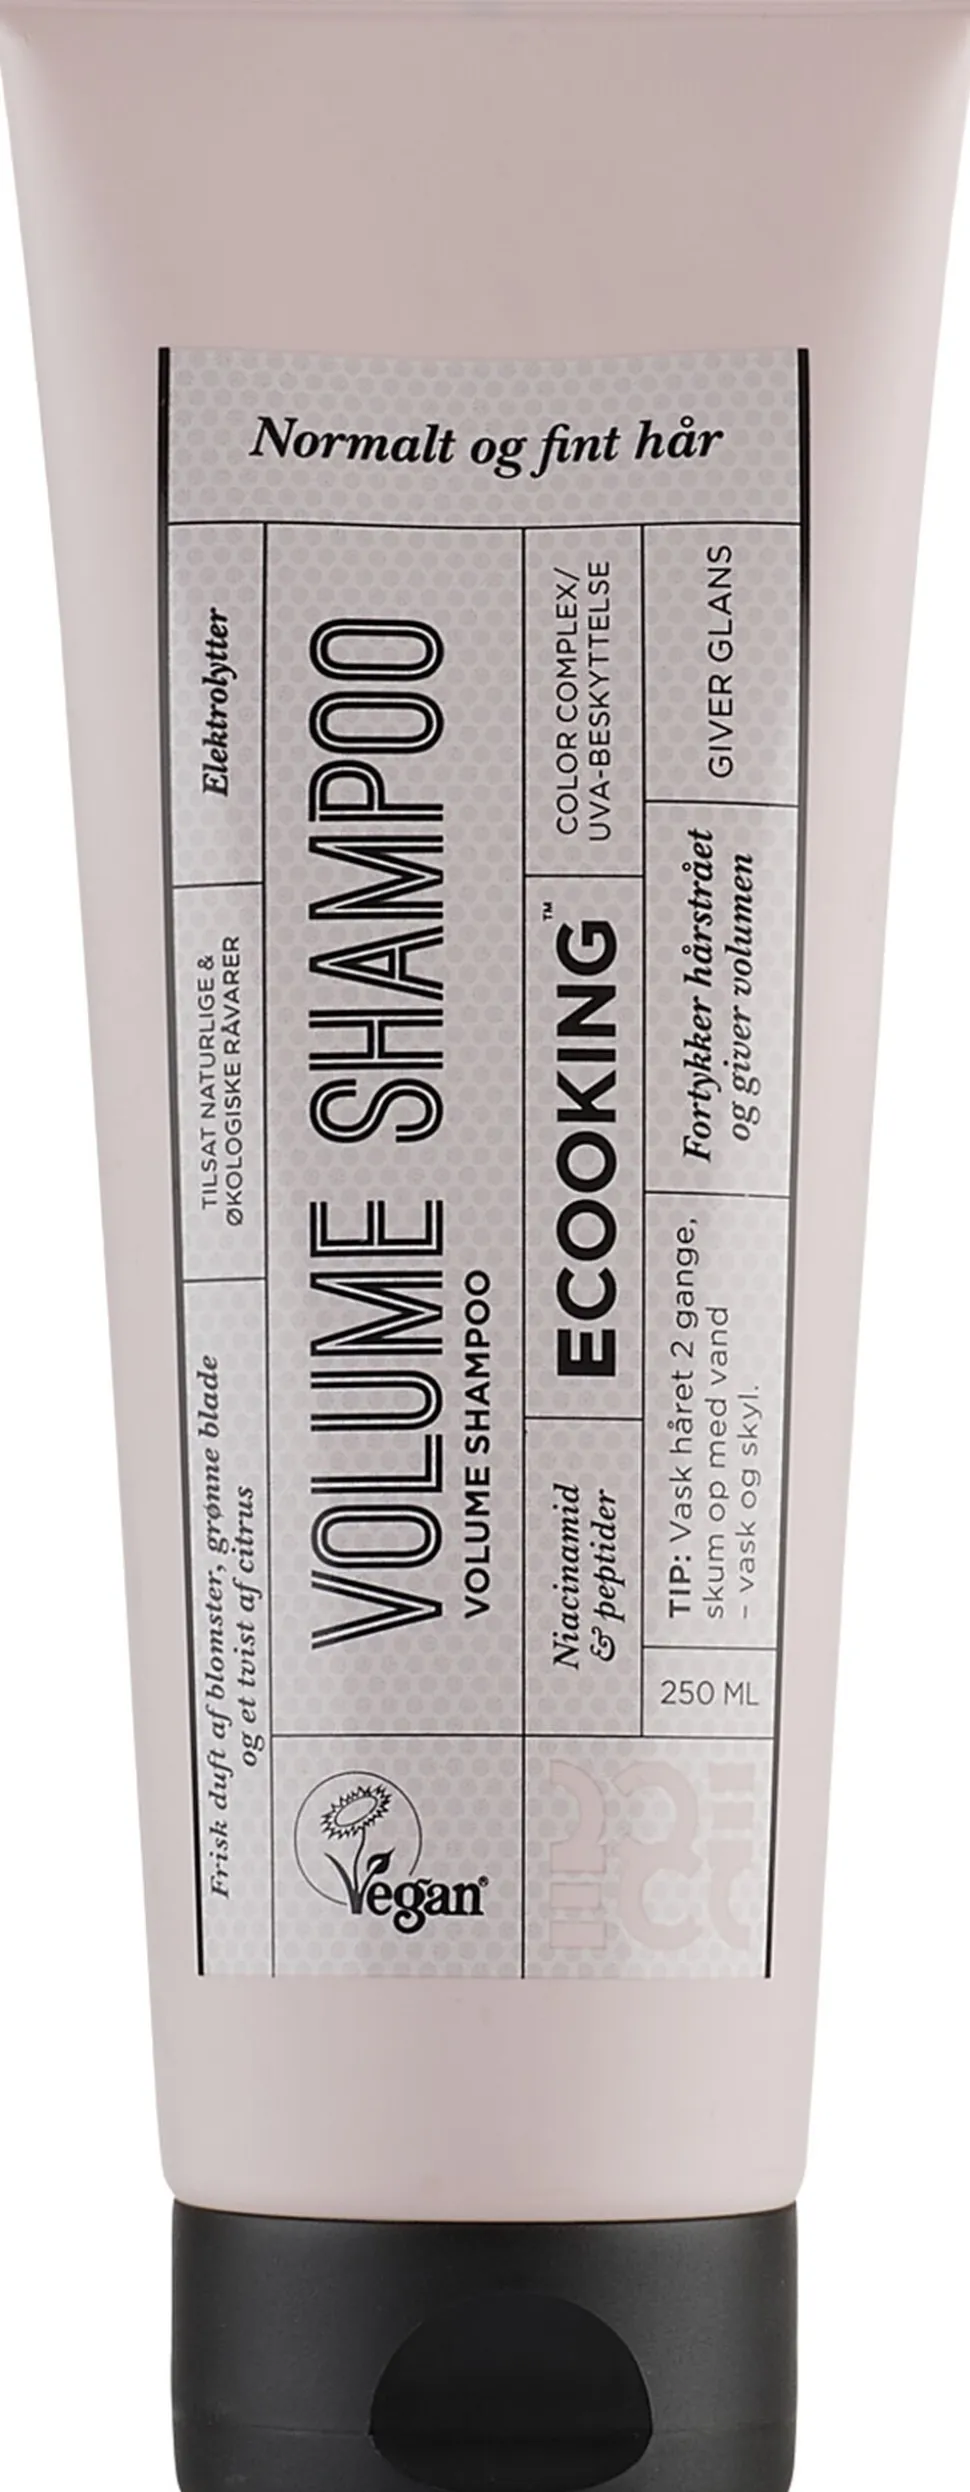 Normalt og fint hår
Frisk duft af blomster, grønne blade
og et tvist af citrus
TILSAT NATURLIGE &
ØKOLOGISKE RÅVARER
Elektrolytter
VOLUME SHAMPOO
VOLUME SHAMPOO
Niacinamid
& peptider
ECOOKING™
COLOR COMPLEX/
UVA-BESKYTTELSE
250 ML
TIP: Vask håret 2 gange,
skum op med vand
– vask og skyl.
Fortykker hårstrået
og giver volumen
GIVER GLANS
Vegan®